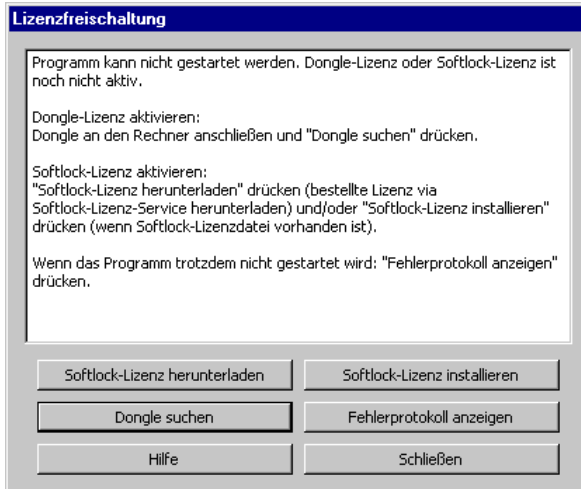 Lizenzfreischaltung
Programm kann nicht gestartet werden. Dongle-Lizenz oder Softlock-Lizenz ist
noch nicht aktiv.
Dongle-Lizenz aktivieren:
Dongle an den Rechner anschließen und "Dongle suchen" drücken.
Softlock-Lizenz aktivieren:
"Softlock-Lizenz herunterladen" drücken (bestellte Lizenz via
Softlock-Lizenz-Service herunterladen) und/oder "Softlock-Lizenz installieren"
drücken (wenn Softlock-Lizenzdatei vorhanden ist).
Wenn das Programm trotzdem nicht gestartet wird: "Fehlerprotokoll anzeigen"
drücken.
Softlock-Lizenz herunterladen
Softlock-Lizenz installieren
Dongle suchen
Fehlerprotokoll anzeigen
Hilfe
Schließen